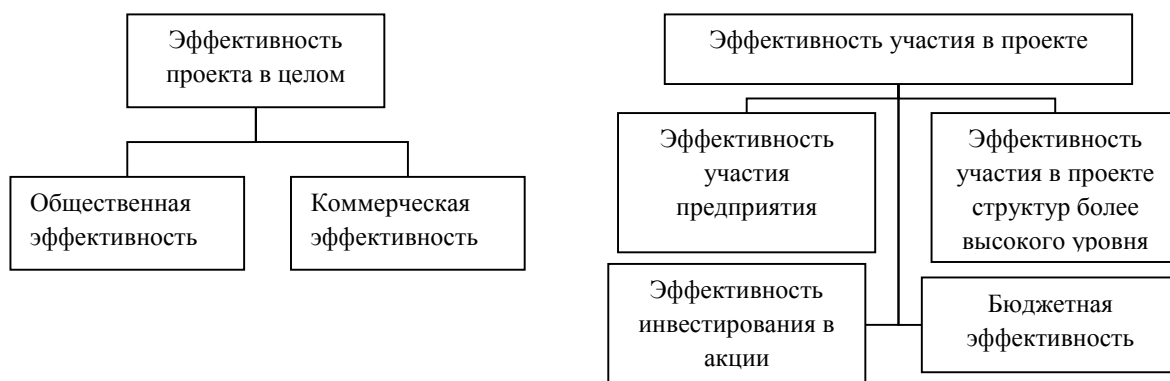 Эффективность
проекта в целом
Общественная
эффективность
Коммерческая
эффективность
Эффективность участия в проекте
Эффективность
участия
предприятия
Эффективность
участия в проекте
структур более
высокого уровня
Эффективность
инвестирования в
акции
Бюджетная
эффективность